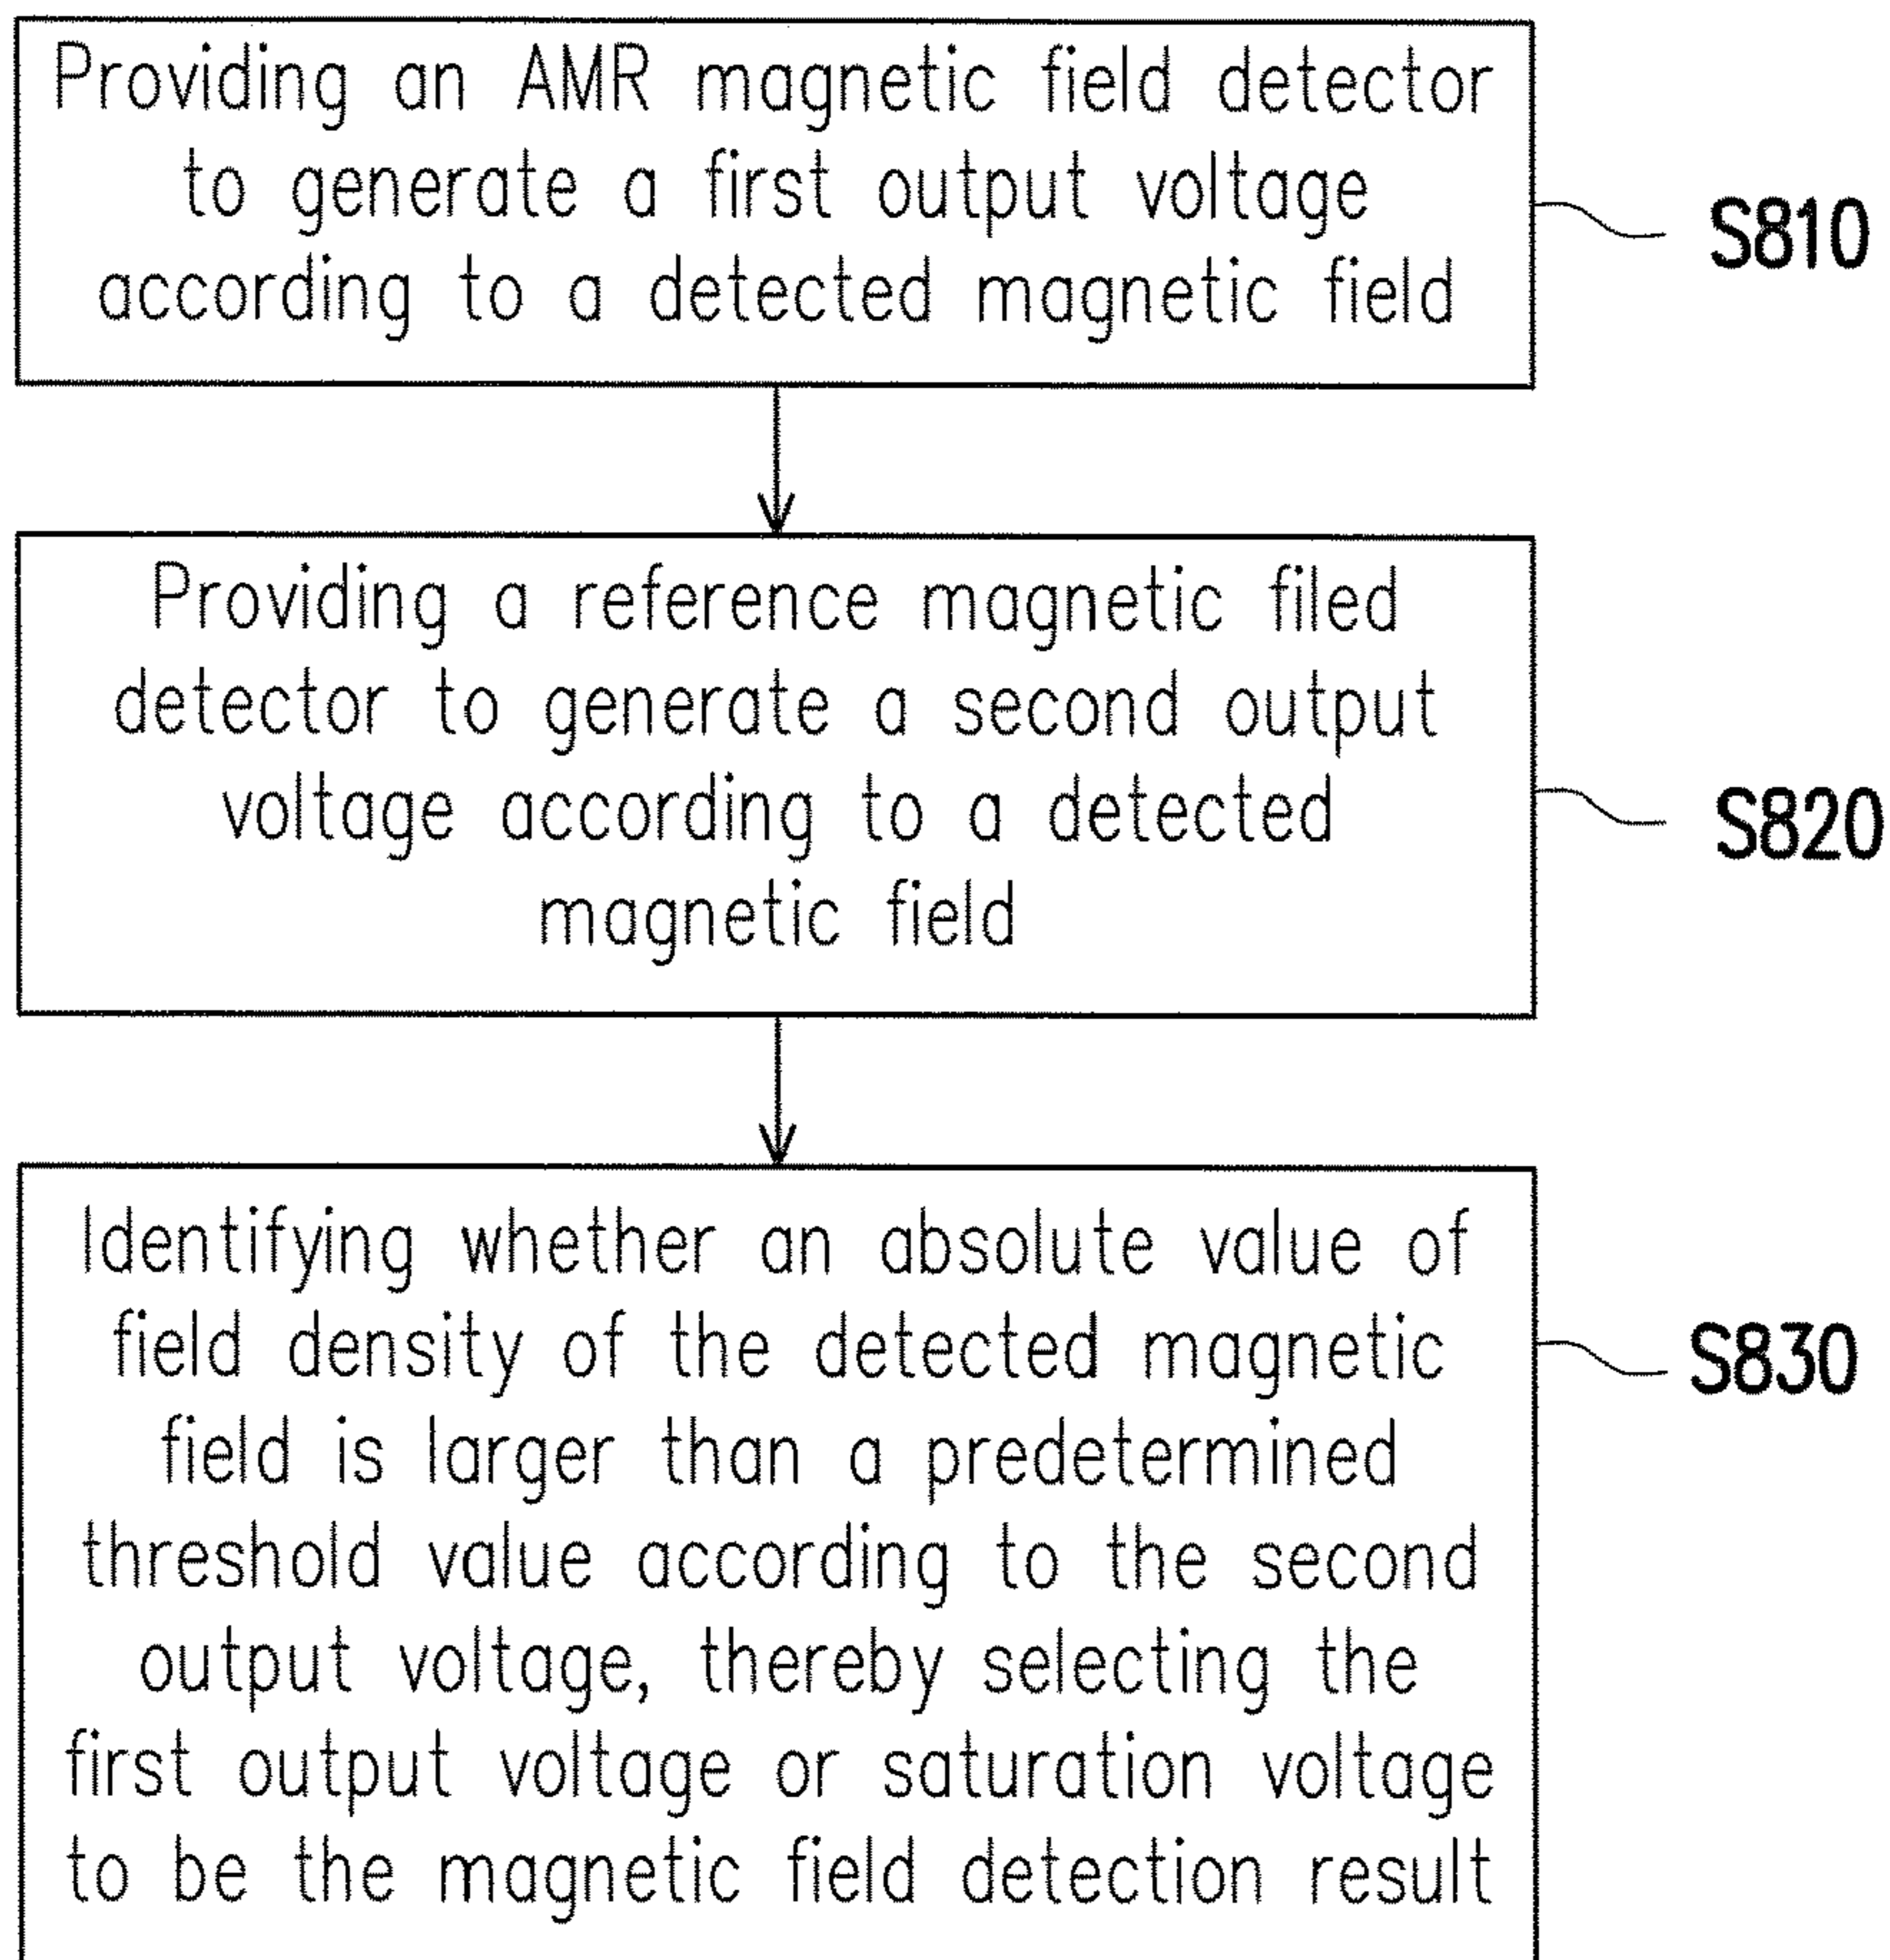 Providing an AMR magnetic field detector
to generate a first output voltage
according to a detected magnetic field
S810
Providing a reference magnetic filed
detector to generate a second output
voltage according to a detected
magnetic field
S820
Identifying whether an absolute value of
field density of the detected magnetic
field is larger than a predetermined
threshold value according to the second
output voltage, thereby selecting the
first output voltage or saturation voltage
to be the magnetic field detection result
S830